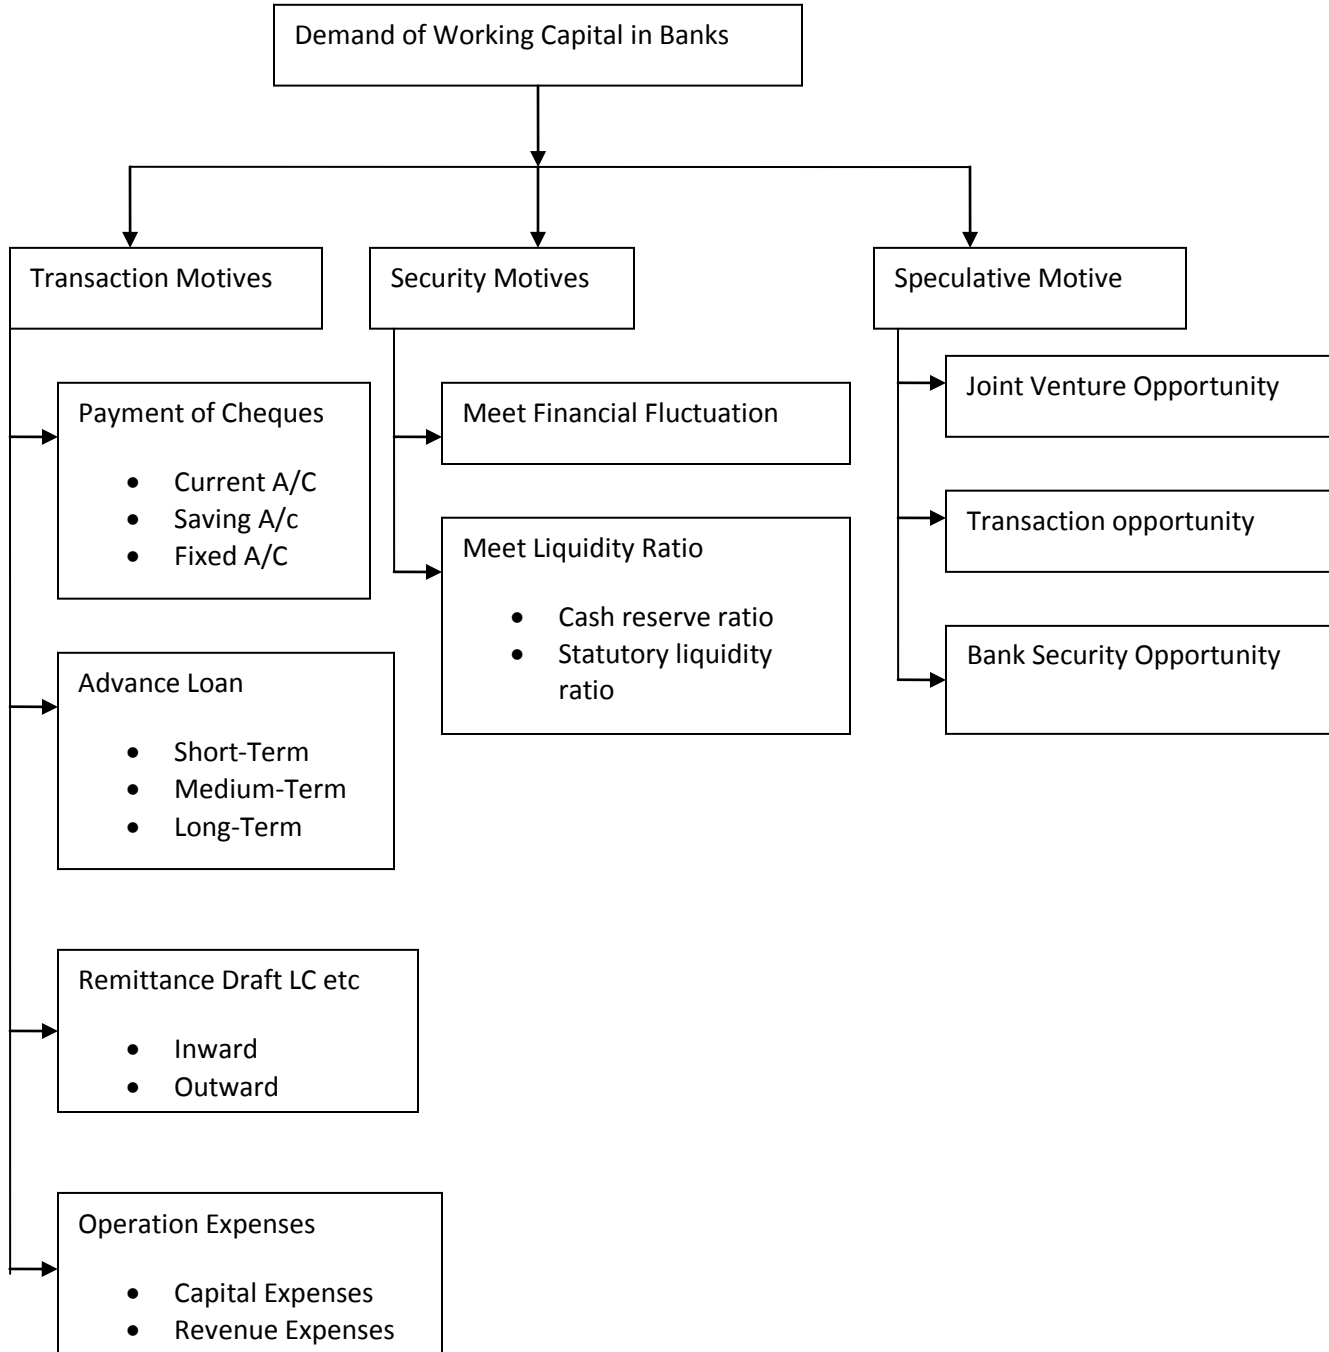 Demand of Working Capital in Banks
Transaction Motives
Security Motives
Speculative Motive
Payment of Cheques
• Current A/C
• Saving A/c
• Fixed A/C
Advance Loan
• Short-Term
• Medium-Term
• Long-Term
Remittance Draft LC etc
• Inward
• Outward
Operation Expenses
• Capital Expenses
• Revenue Expenses
Meet Financial Fluctuation
Meet Liquidity Ratio
• Cash reserve ratio
• Statutory liquidity
ratio
Joint Venture Opportunity
Transaction opportunity
Bank Security Opportunity